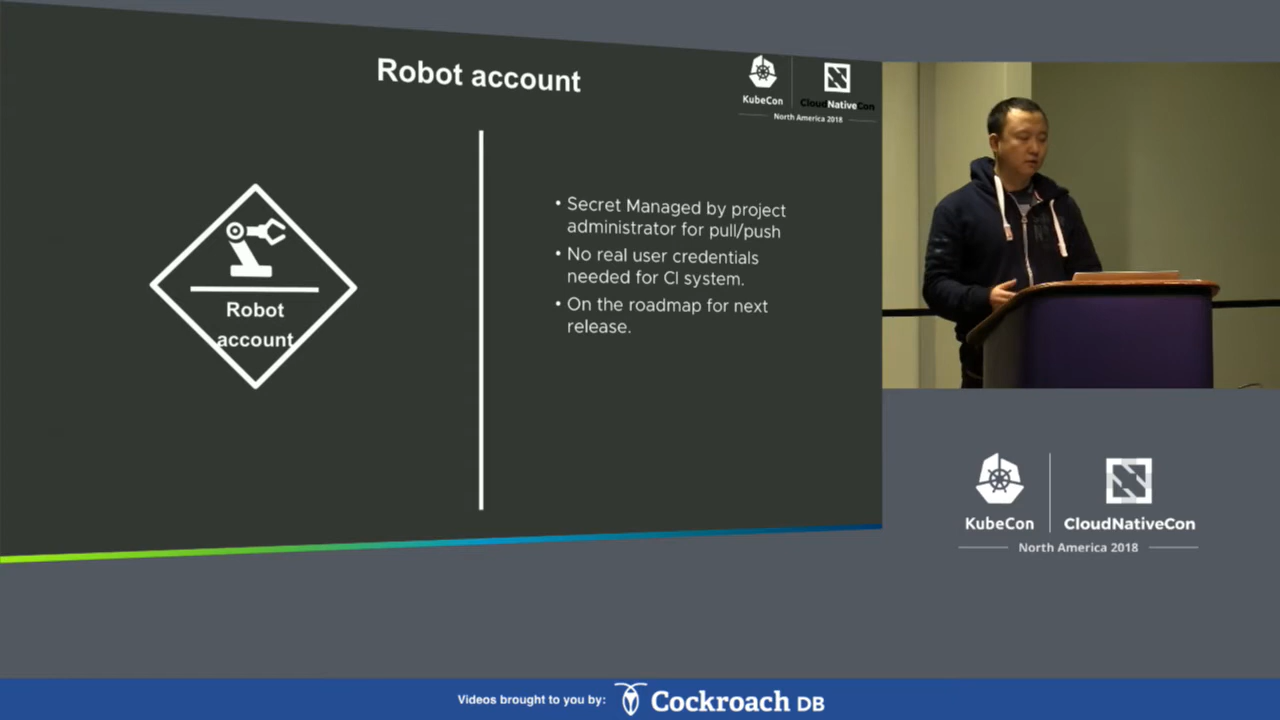 Robot account
KubeCon
CloudNativeCon
North America 2018
Robot
account
• Secret Managed by project
administrator for pull/push
• No real user credentials
needed for CI system.
• On the roadmap for next
release.
KubeCon
CloudNativeCon
North America 2018
Videos brought to you by:
Cockroach DB